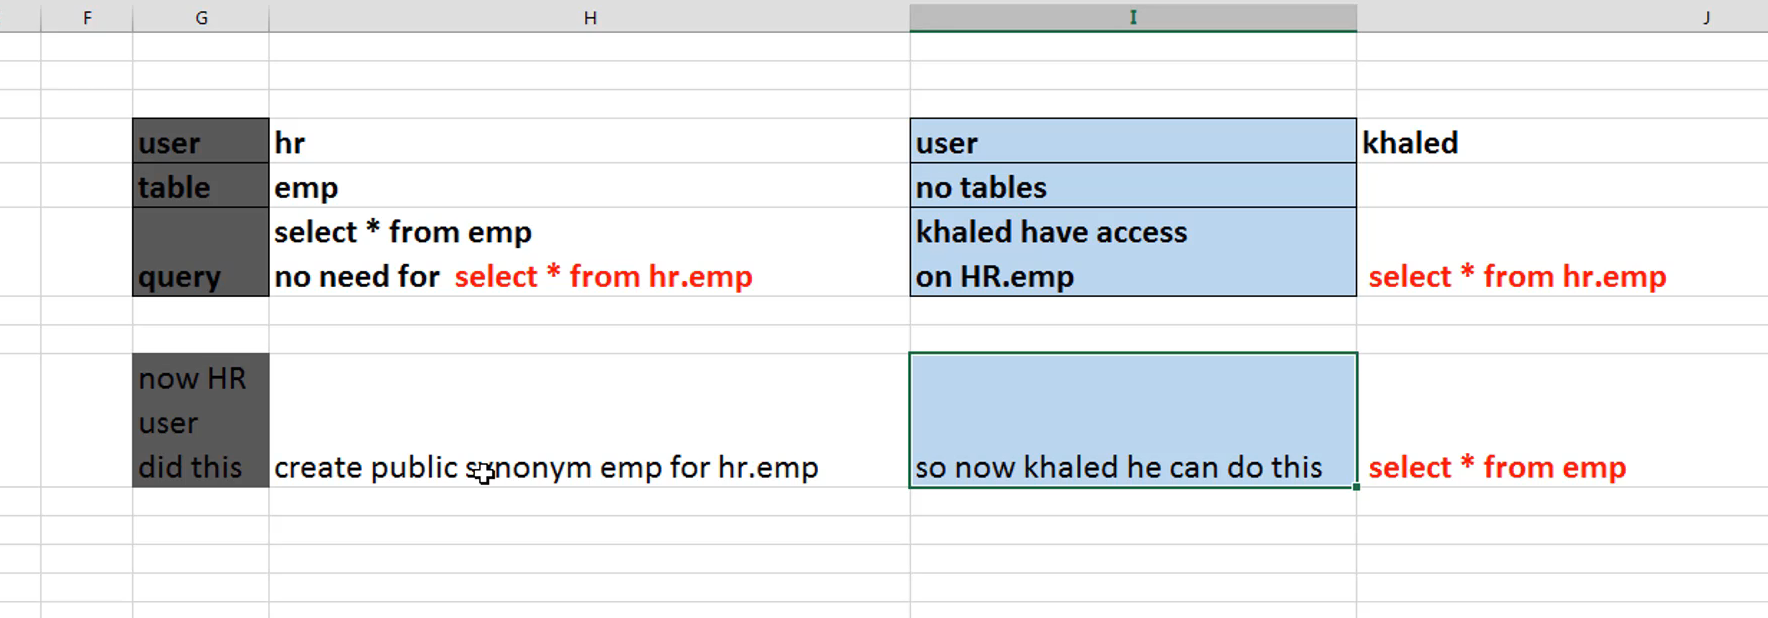 F G H I J
user hr user khaled
table emp no tables
select * from emp khaled have access
query no need for select * from hr.emp on HR.emp select * from hr.emp
now HR
user
did this create public synonym emp for hr.emp so now khaled he can do this select * from emp